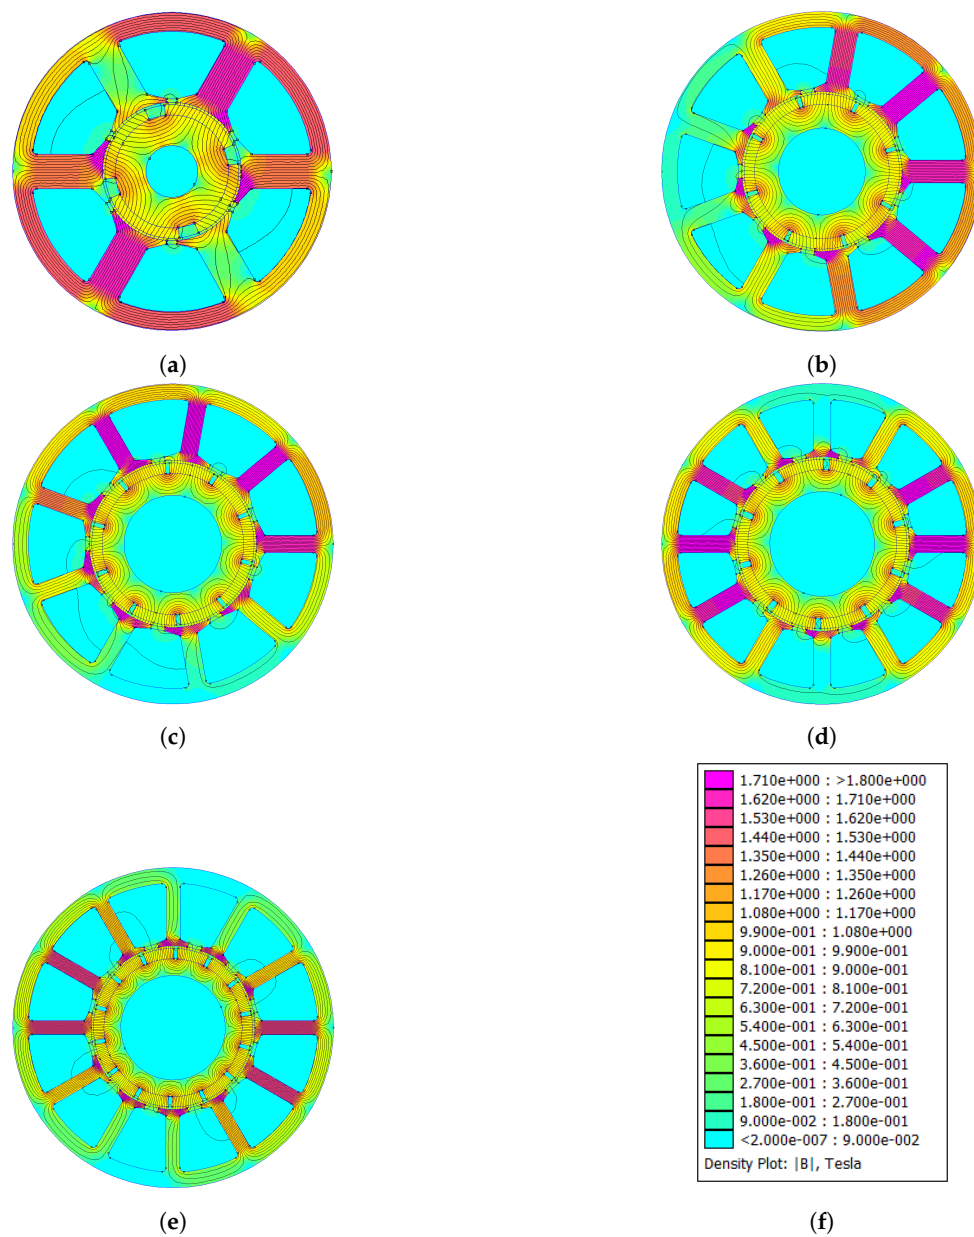 (a)
(b)
(c)
(d)
1.710e+000 : >1.800e+000
1.620e+000 : 1.710e+000
1.530e+000 : 1.620e+000
1.440e+000 : 1.530e+000
1.350e+000 : 1.440e+000
1.260e+000 : 1.350e+000
1.170e+000 : 1.260e+000
1.080e+000 : 1.170e+000
9.900e-001 : 1.080e+000
9.000e-001 : 9.900e-001
8.100e-001 : 9.000e-001
7.200e-001 : 8.100e-001
6.300e-001 : 7.200e-001
5.400e-001 : 6.300e-001
4.500e-001 : 5.400e-001
3.600e-001 : 4.500e-001
2.700e-001 : 3.600e-001
1.800e-001 : 2.700e-001
9.000e-002 : 1.800e-001
<2.000e-007 : 9.000e-002
Density Plot: |B|, Tesla
(e)
(f)